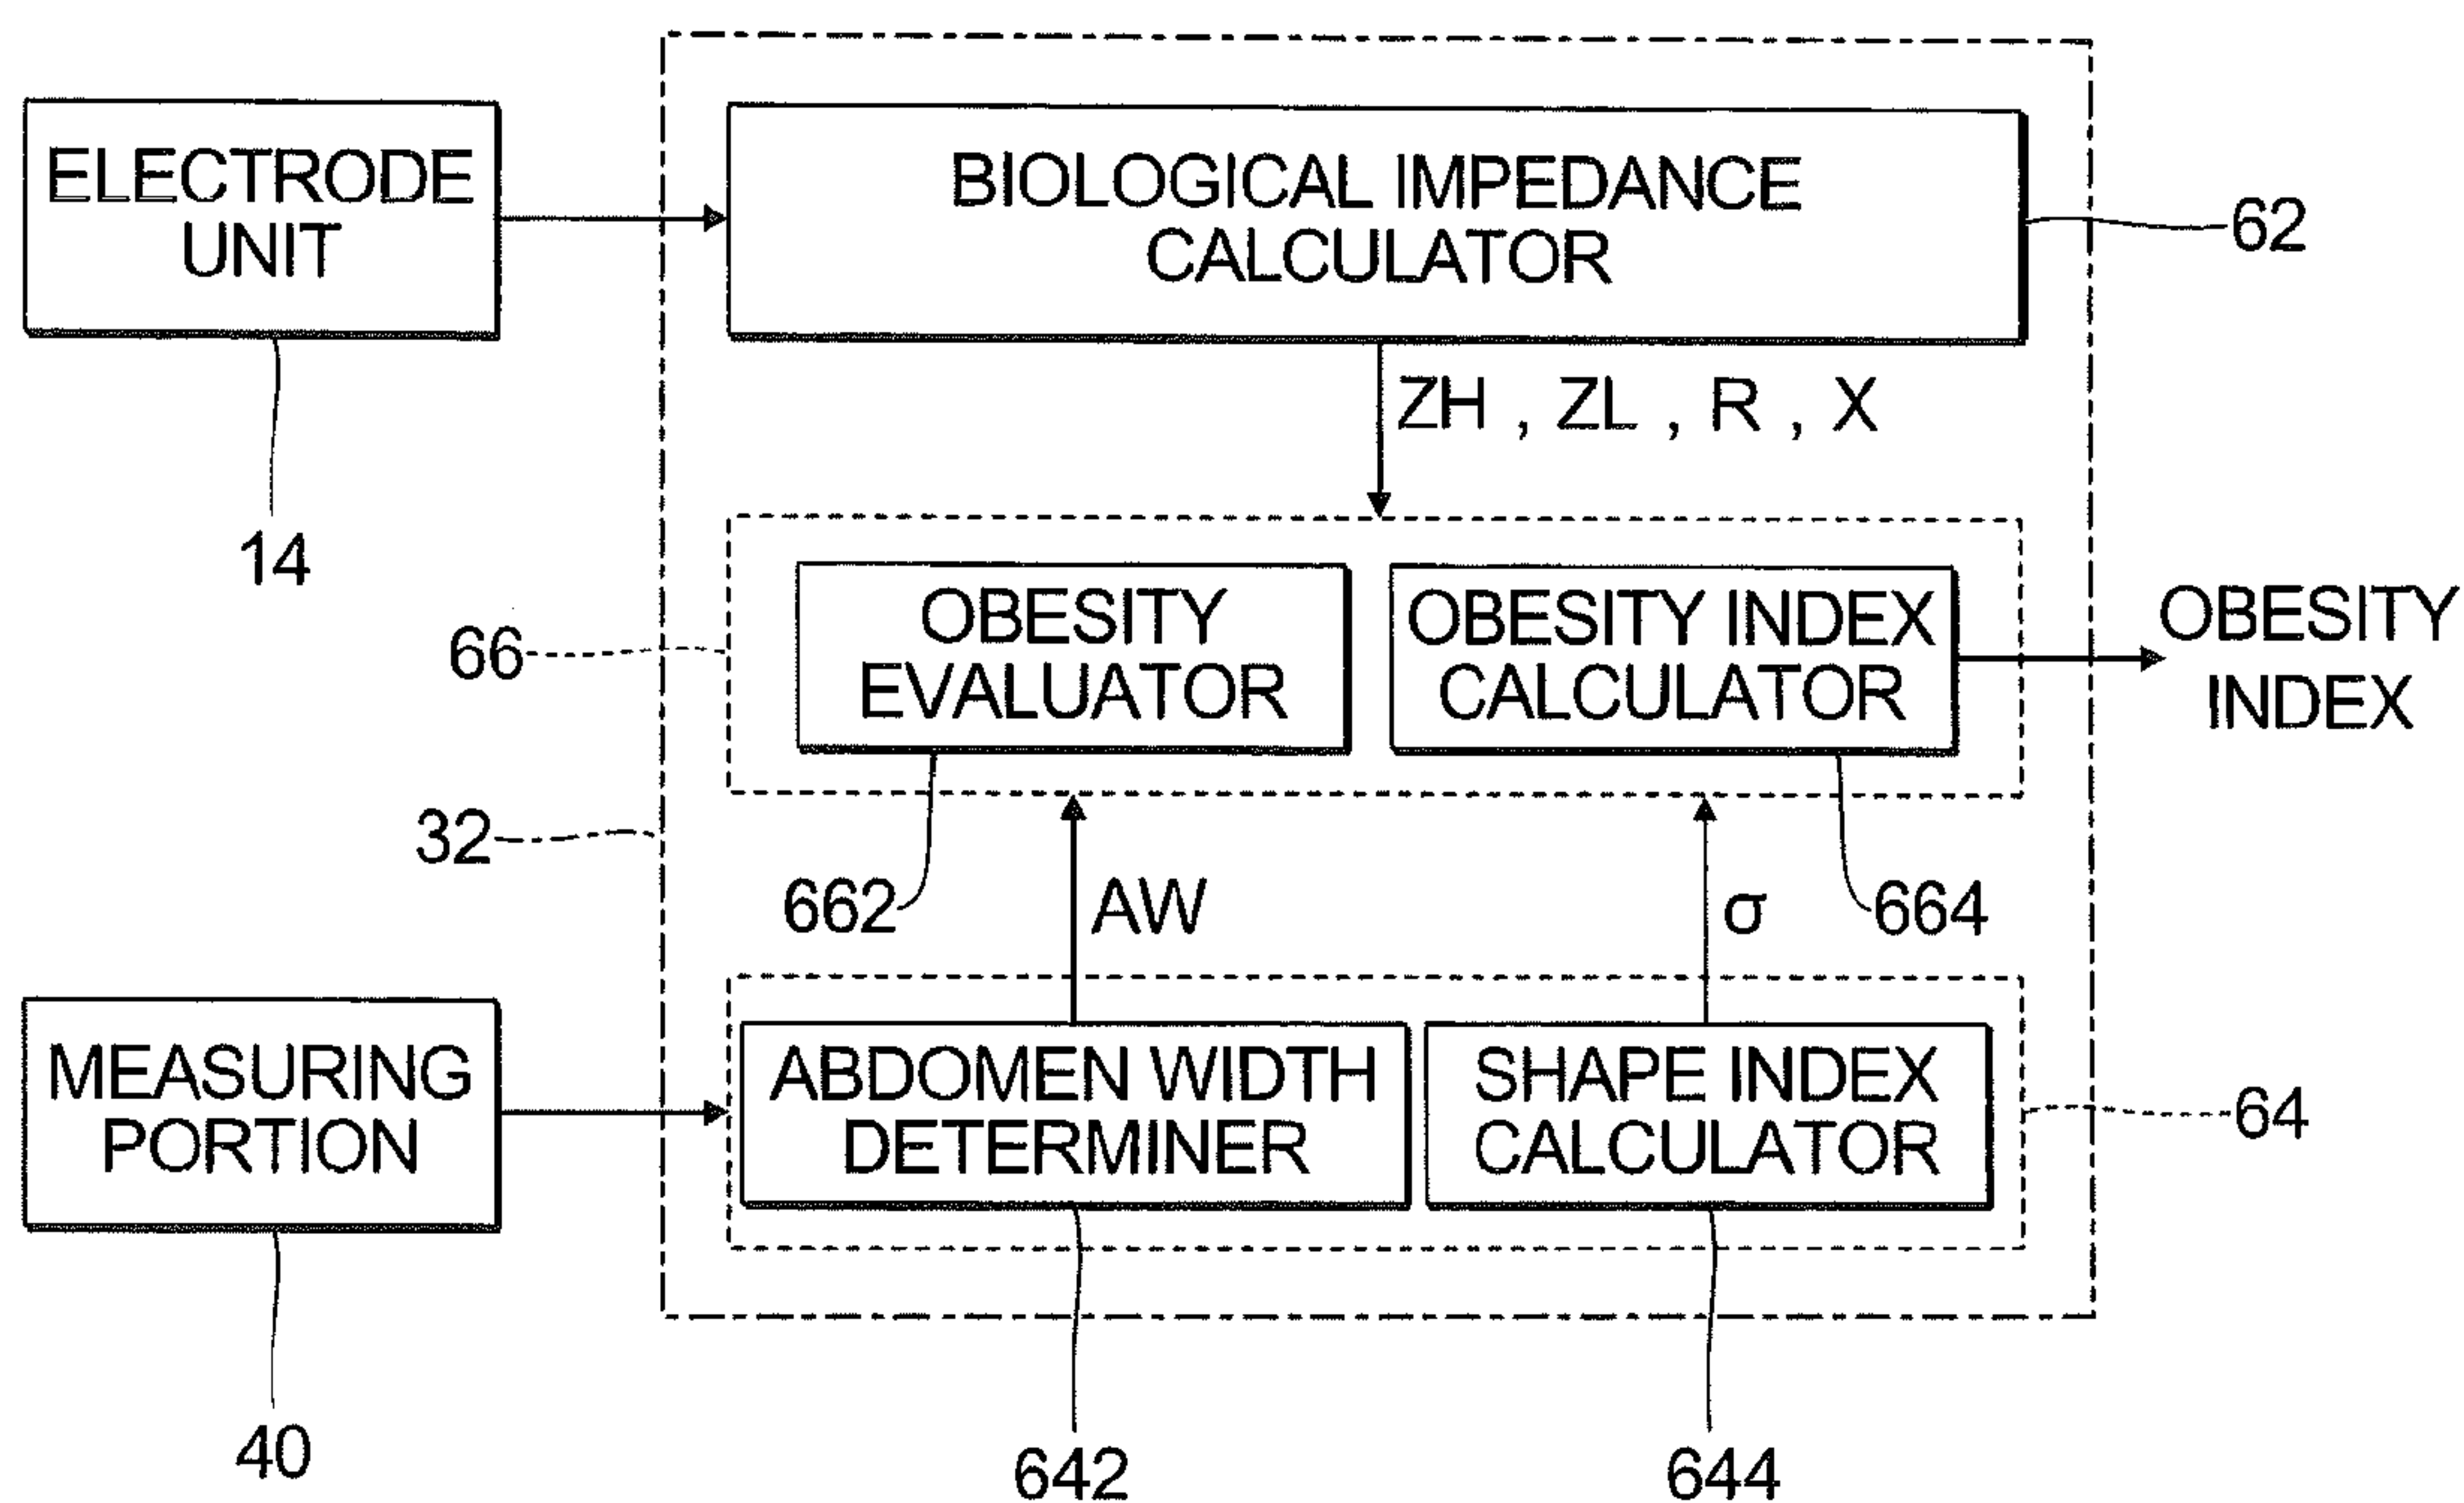 ELECTRODE
UNIT
14
BIOLOGICAL IMPEDANCE
CALCULATOR
62
ZH , ZL , R , X
66
OBESITY
EVALUATOR
OBESITY INDEX
CALCULATOR
OBESITY
INDEX
32
662
AW
σ
664
MEASURING
PORTION
40
ABDOMEN WIDTH
DETERMINER
SHAPE INDEX
CALCULATOR
64
642
644